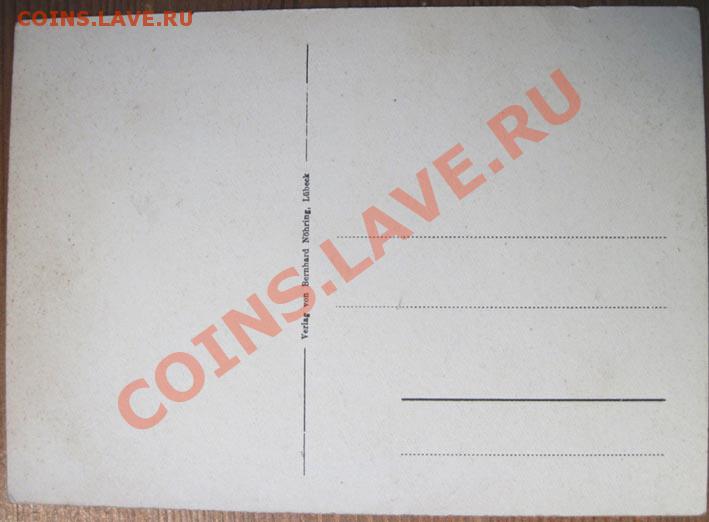 COINS.LAVE.RU
Verlag von Bernhard Nöhring, Lübeck
COINS.LAVE.RU